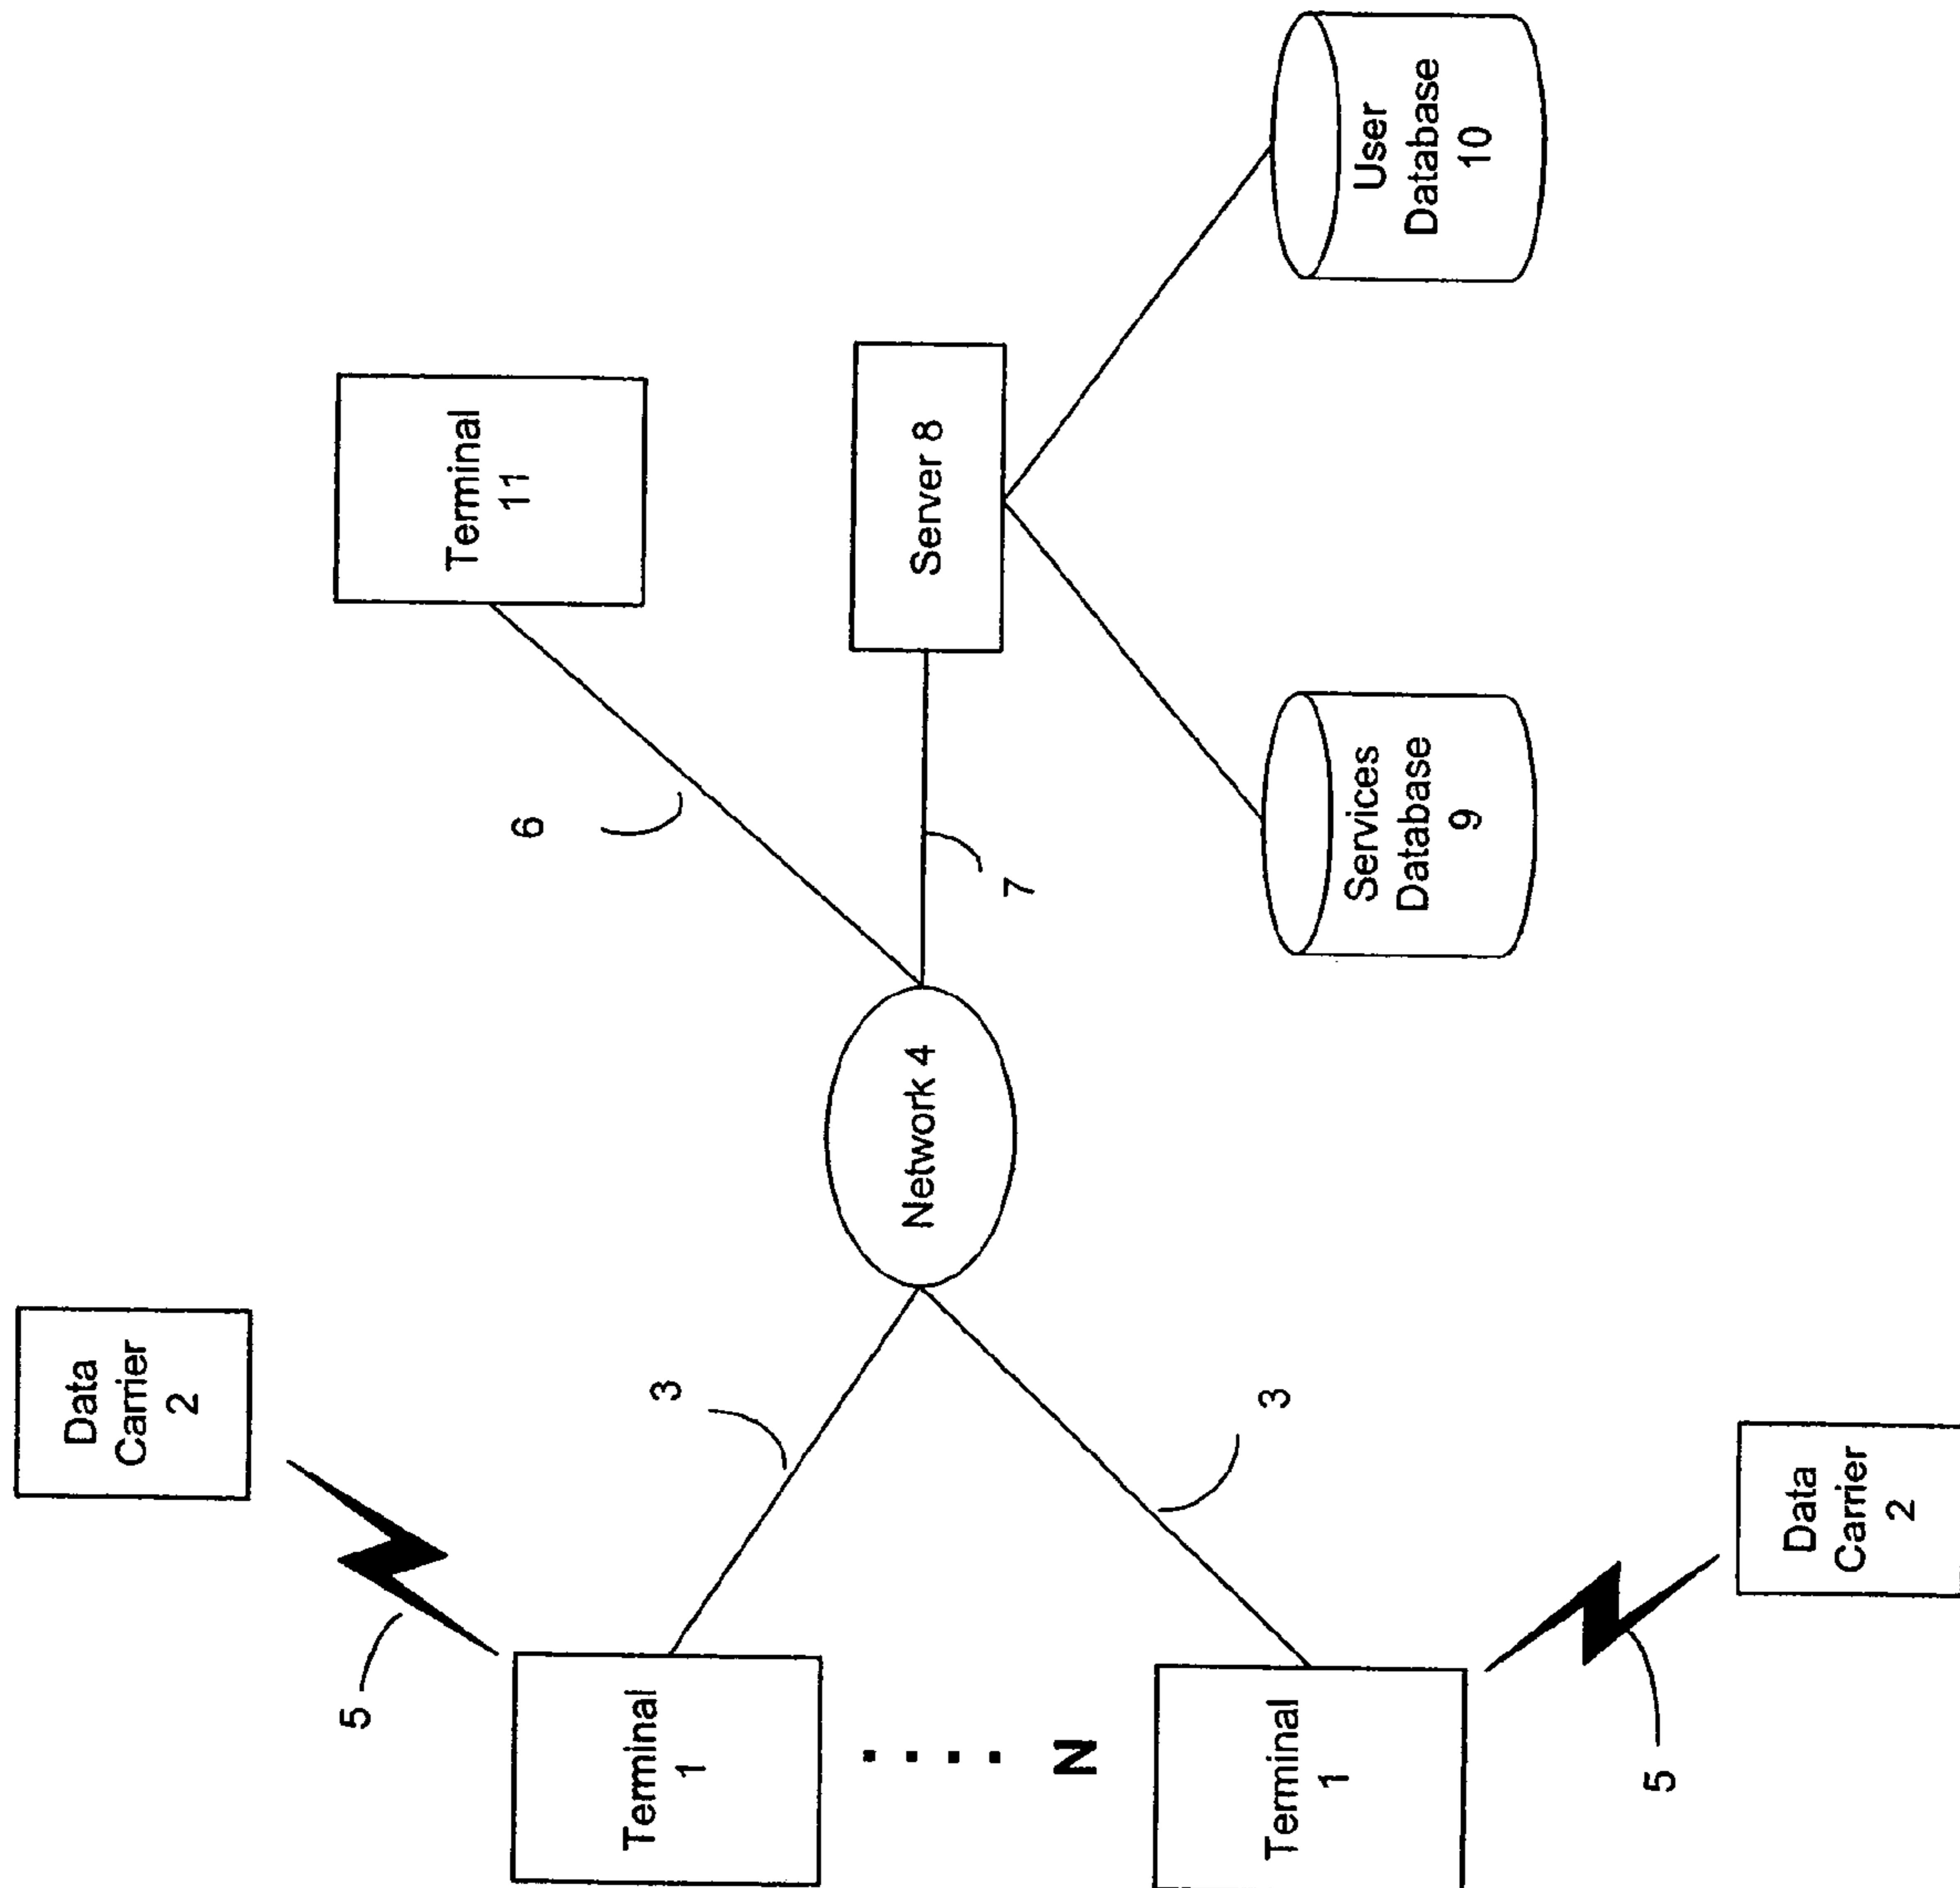 Data
Carrier
2
5
Terminal
1
3
N
Terminal
1
3
5
Data
Carrier
2
Network 4
6
Terminal
11
7
Server 8
Services
Database
9
User
Database
10